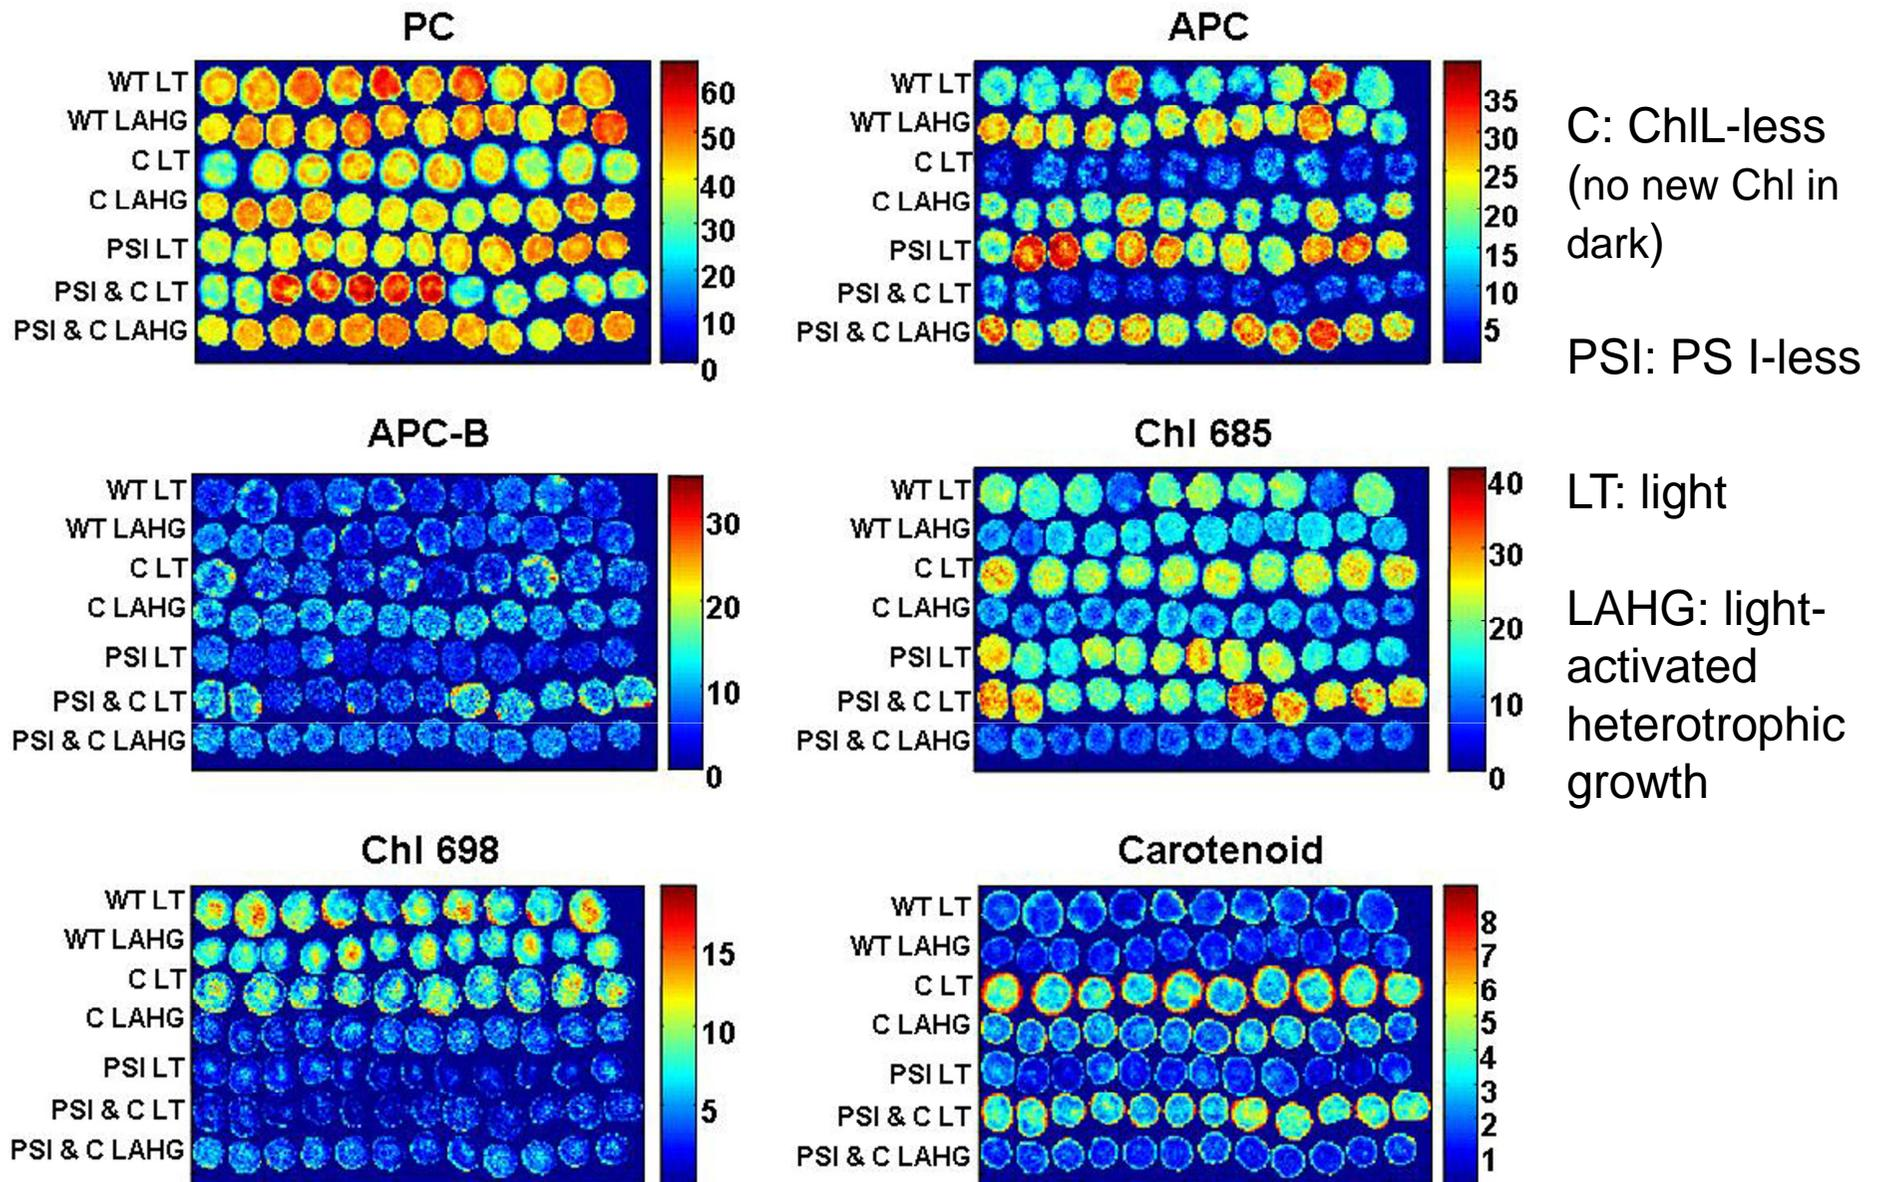 PC
WT LT
WT LAHG
C LT
C LAHG
PSI LT
PSI & C LT
PSI & C LAHG
60
50
40
30
20
10
0
APC
WT LT
WT LAHG
C LT
C LAHG
PSI LT
PSI & C LT
PSI & C LAHG
35
30
25
20
15
10
5
C: ChlL-less
(no new Chl in
dark)
PSI: PS I-less
LT: light
LAHG: light-
activated
heterotrophic
growth
APC-B
WT LT
WT LAHG
C LT
C LAHG
PSI LT
PSI & C LT
PSI & C LAHG
30
20
10
0
Chl 685
WT LT
WT LAHG
C LT
C LAHG
PSI LT
PSI & C LT
PSI & C LAHG
40
30
20
10
0
Chl 698
WT LT
WT LAHG
C LT
C LAHG
PSI LT
PSI & C LT
PSI & C LAHG
15
10
5
Carotenoid
WT LT
WT LAHG
C LT
C LAHG
PSI LT
PSI & C LT
PSI & C LAHG
8
7
6
5
4
3
2
1